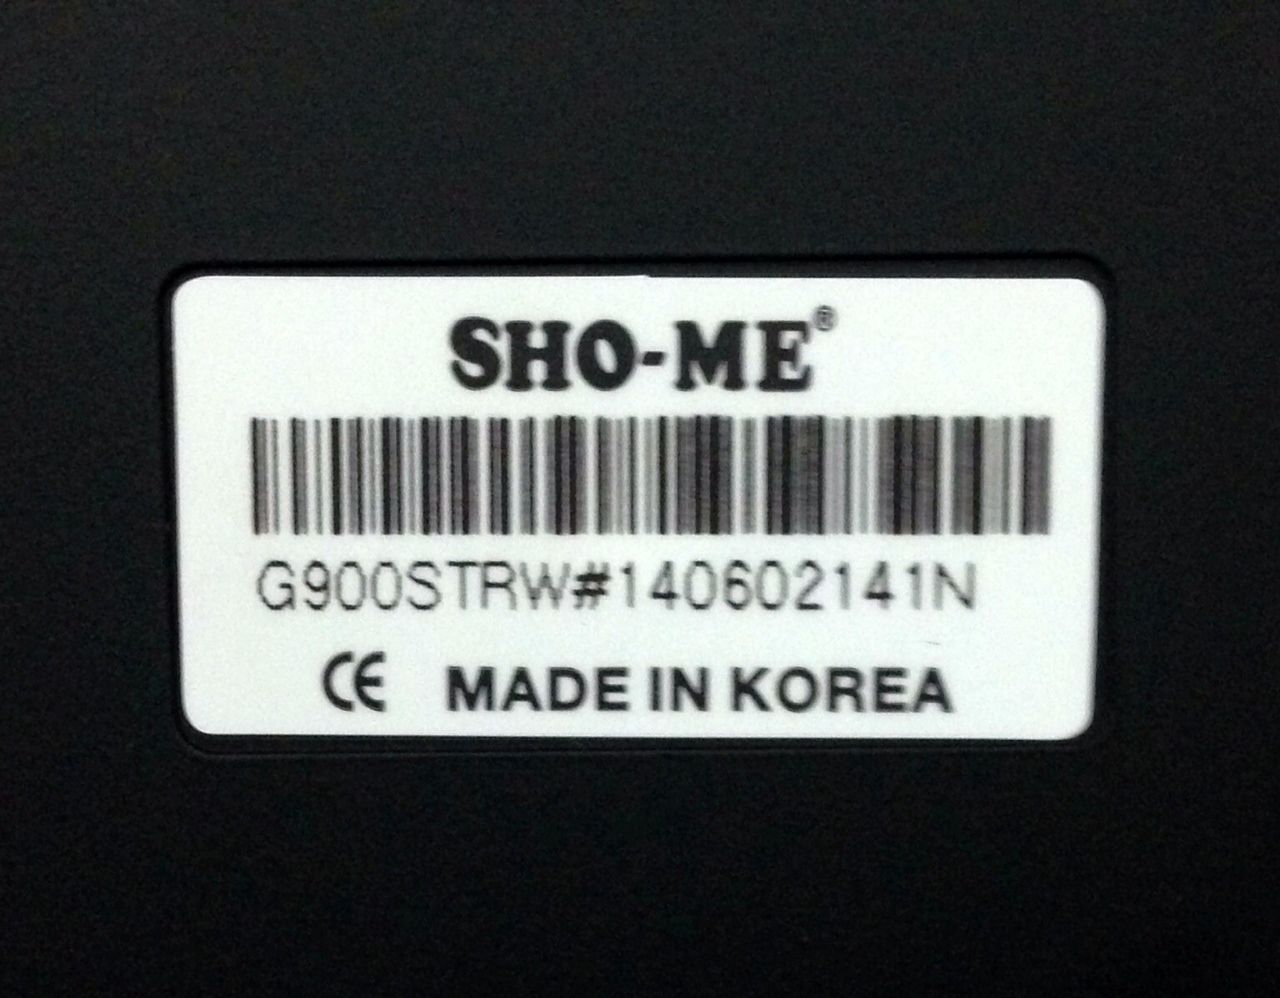 SHO-ME®
G900STRW#140602141N
CE MADE IN KOREA